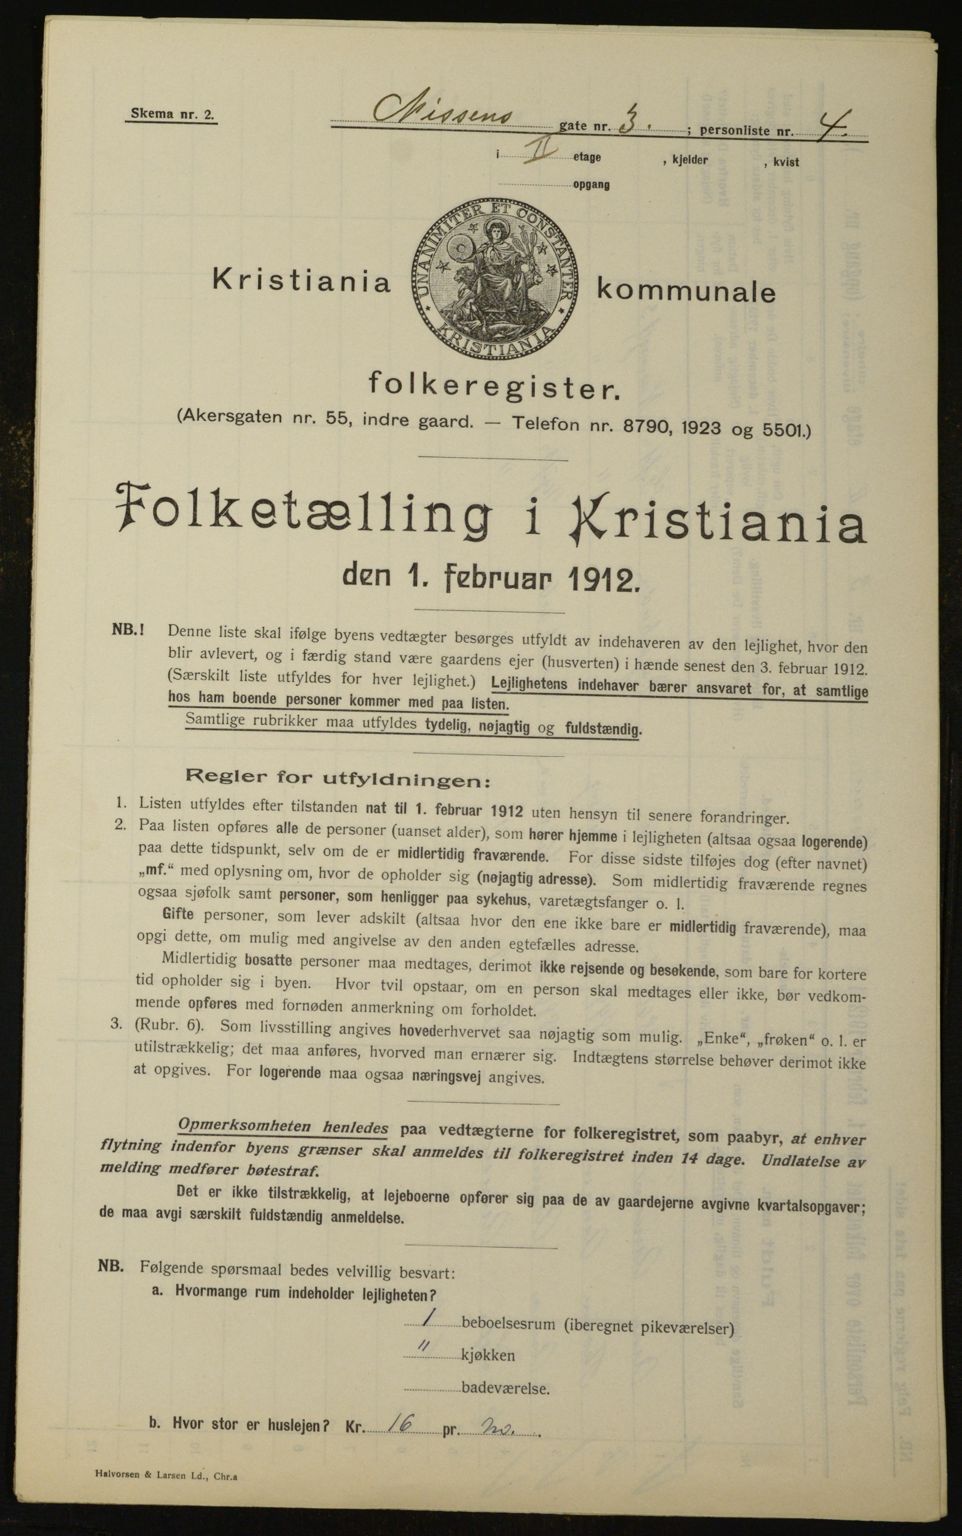 Skema nr. 2.
Nissens gate nr. 3. ; personliste nr. 4.
i II etage , kjelder , kvist
opgang
UNANIMITER ET CONSTANTER
KRISTIANIA
Kristiania kommunale
folkeregister.
(Akersgaten nr. 55, indre gaard. — Telefon nr. 8790, 1923 og 5501.)
Folketælling i Kristiania
den 1. februar 1912.
NB.! Denne liste skal ifølge byens vedtægter besørges utfyldt av indehaveren av den lejlighet, hvor den
blir avlevert, og i færdig stand være gaardens ejer (husverten) i hænde senest den 3. februar 1912.
(Særskilt liste utfyldes for hver lejlighet.) Lejlighetens indehaver bærer ansvaret for, at samtlige
hos ham boende personer kommer med paa listen.
Samtlige rubrikker maa utfyldes tydelig, nøjagtig og fuldstændig.
Regler for utfyldningen:
1. Listen utfyldes efter tilstanden nat til 1. februar 1912 uten hensyn til senere forandringer.
2. Paa listen opføres alle de personer (uanset alder), som hører hjemme i lejligheten (altsaa ogsaa logerende)
paa dette tidspunkt, selv om de er midlertidig fraværende. For disse sidste tilføjes dog (efter navnet)
„mf.“ med oplysning om, hvor de opholder sig (nøjagtig adresse). Som midlertidig fraværende regnes
ogsaa sjøfolk samt personer, som henligger paa sykehus, varetægtsfanger o. l.
Gifte personer, som lever adskilt (altsaa hvor den ene ikke bare er midlertidig fraværende), maa
opgi dette, om mulig med angivelse av den anden egtefælles adresse.
Midlertidig bosatte personer maa medtages, derimot ikke rejsende og besøkende, som bare for kortere
tid opholder sig i byen. Hvor tvil opstaar, om en person skal medtages eller ikke, bør vedkom-
mende opføres med fornøden anmerkning om forholdet.
3. (Rubr. 6). Som livsstilling angives hovederhvervet saa nøjagtig som mulig. „Enke“, „frøken“ o. l. er
utilstrækkelig; det maa anføres, hvorved man ernærer sig. Indtægtens størrelse behøver derimot ikke
at opgives. For logerende maa ogsaa næringsvej angives.
Opmerksomheten henledes paa vedtægterne for folkeregistret, som paabyr, at enhver
flytning indenfor byens grænser skal anmeldes til folkeregistret inden 14 dage. Undlatelse av
melding medfører bøtestraf.
Det er ikke tilstrækkelig, at lejeboerne opfører sig paa de av gaardejerne avgivne kvartalsopgaver;
de maa avgi særskilt fuldstændig anmeldelse.
NB. Følgende spørsmaal bedes velvillig besvart:
a. Hvormange rum indeholder lejligheten?
1 beboelsesrum (iberegnet pikeværelser)
" kjøkken
badeværelse.
b. Hvor stor er huslejen? Kr. 16 pr. mo.
Halvorsen & Larsen Ld., Chr.a